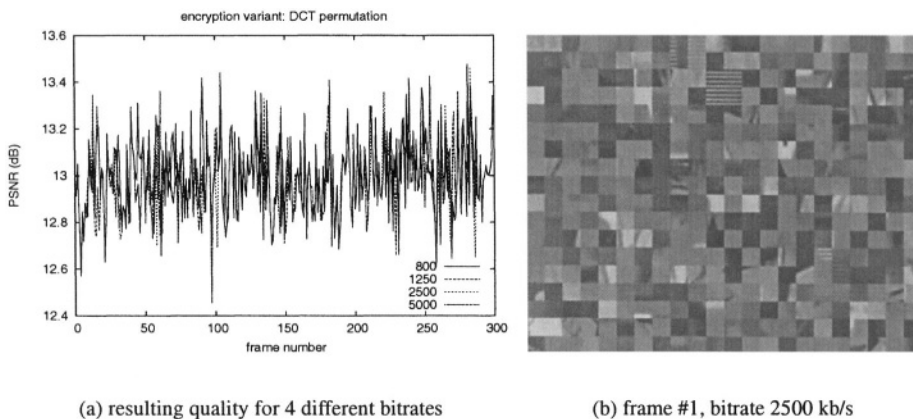 encryption variant: DCT permutation
13.6
13.4
13.2
13
12.8
12.6
12.4
PSNR (dB)
800
1250
2500
5000
0 50 100 150 200 250 300
frame number
(a) resulting quality for 4 different bitrates
(b) frame #1, bitrate 2500 kb/s